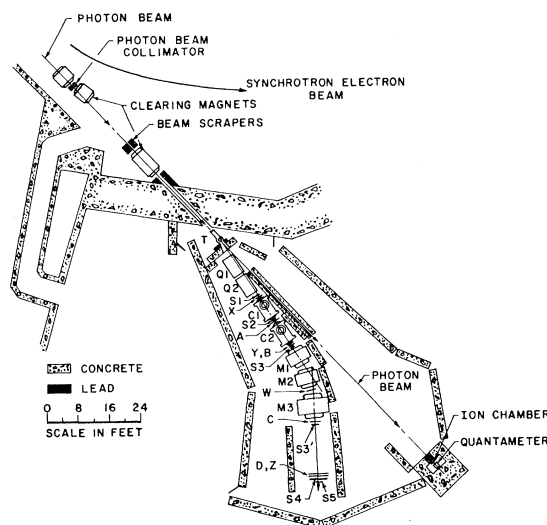 PHOTON BEAM
PHOTON BEAM
COLLIMATOR
SYNCHROTRON ELECTRON
BEAM
CLEARING MAGNETS
BEAM SCRAPERS
T
Q1
Q2
S1
X
C1
S2
A
C2
Y,B
S3
M1
M2
W
M3
C
S3'
D,Z
S4
S5
PHOTON
BEAM
ION CHAMBER
QUANTAMETER
CONCRETE
LEAD
0 8 16 24
SCALE IN FEET